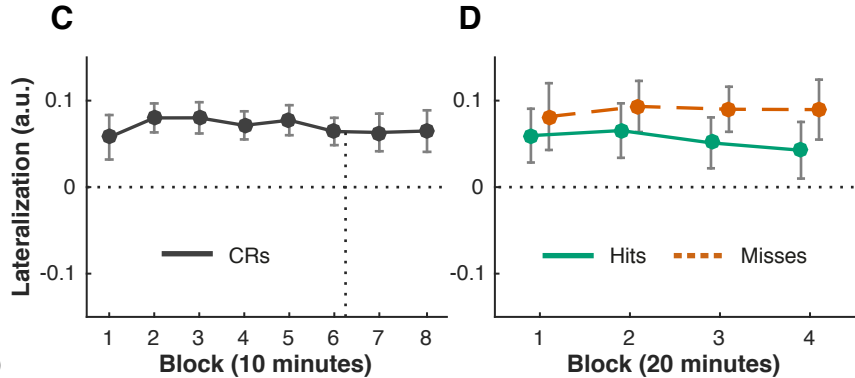 C
Lateralization (a.u.)
0.1
0
-0.1
CRs
1 2 3 4 5 6 7 8
Block (10 minutes)
D
0.1
0
-0.1
Hits Misses
1 2 3 4
Block (20 minutes)